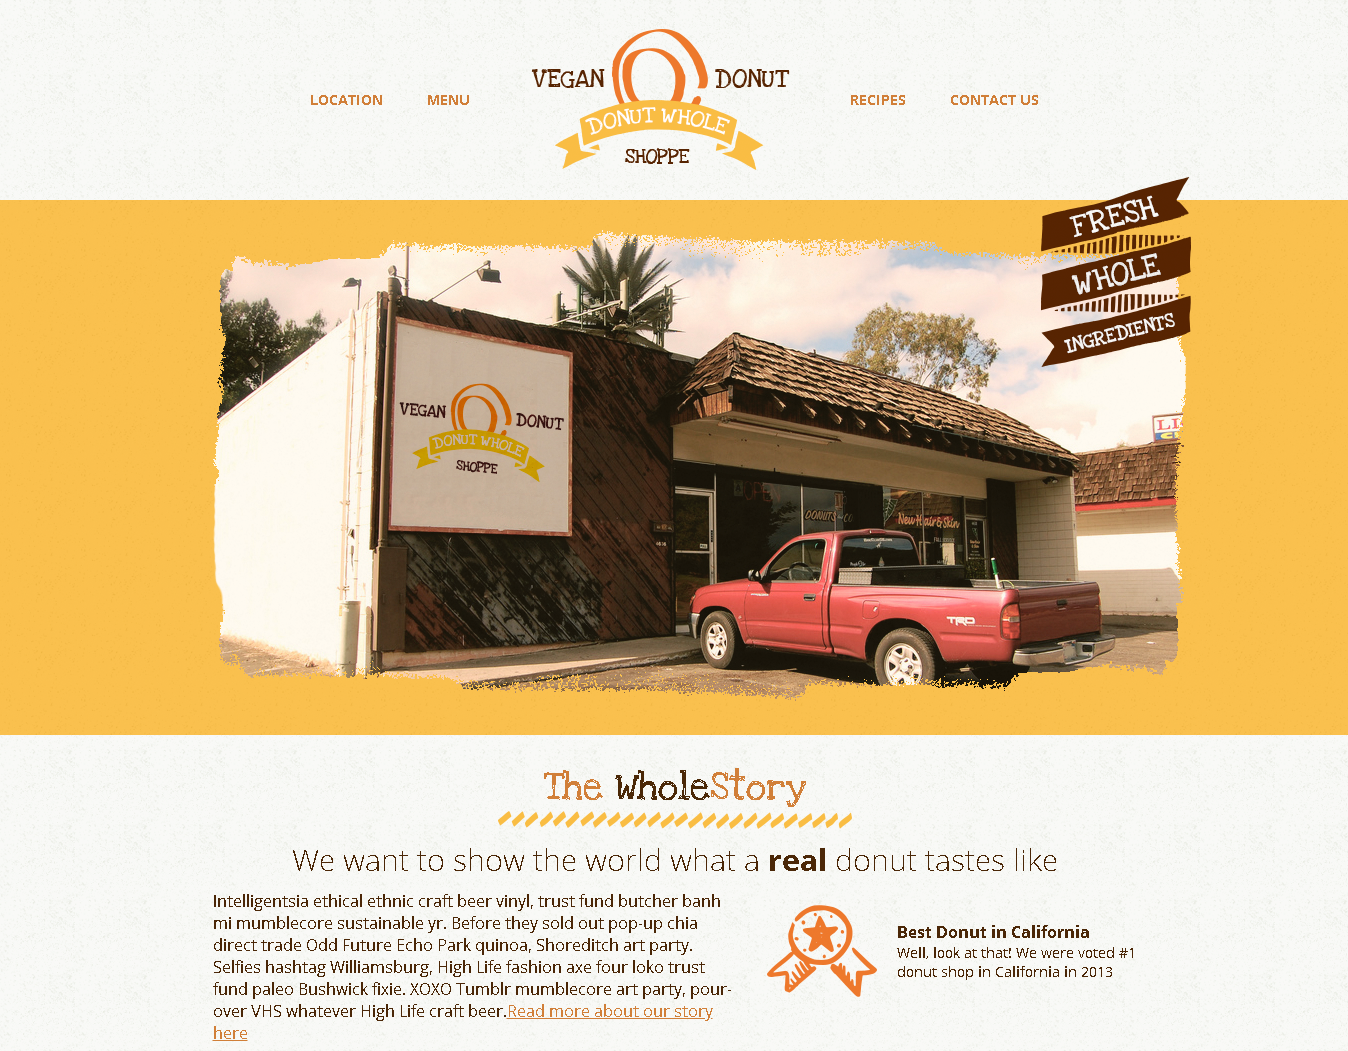 LOCATION
MENU
VEGAN
DONUT
DONUT WHOLE
SHOPPE
RECIPES
CONTACT US
FRESH
WHOLE
INGREDIENTS
VEGAN
DONUT
DONUT WHOLE
SHOPPE
DONUTS
New Hair & Skin
TRD
The WholeStory
We want to show the world what a real donut tastes like
Intelligentsia ethical ethnic craft beer vinyl, trust fund butcher banh
mi mumblecore sustainable yr. Before they sold out pop-up chia
direct trade Odd Future Echo Park quinoa, Shoreditch art party.
Selfies hashtag Williamsburg, High Life fashion axe four loko trust
fund paleo Bushwick fixie. XOXO Tumblr mumblecore art party, pour-
over VHS whatever High Life craft beer.Read more about our story
here
Best Donut in California
Well, look at that! We were voted #1
donut shop in California in 2013